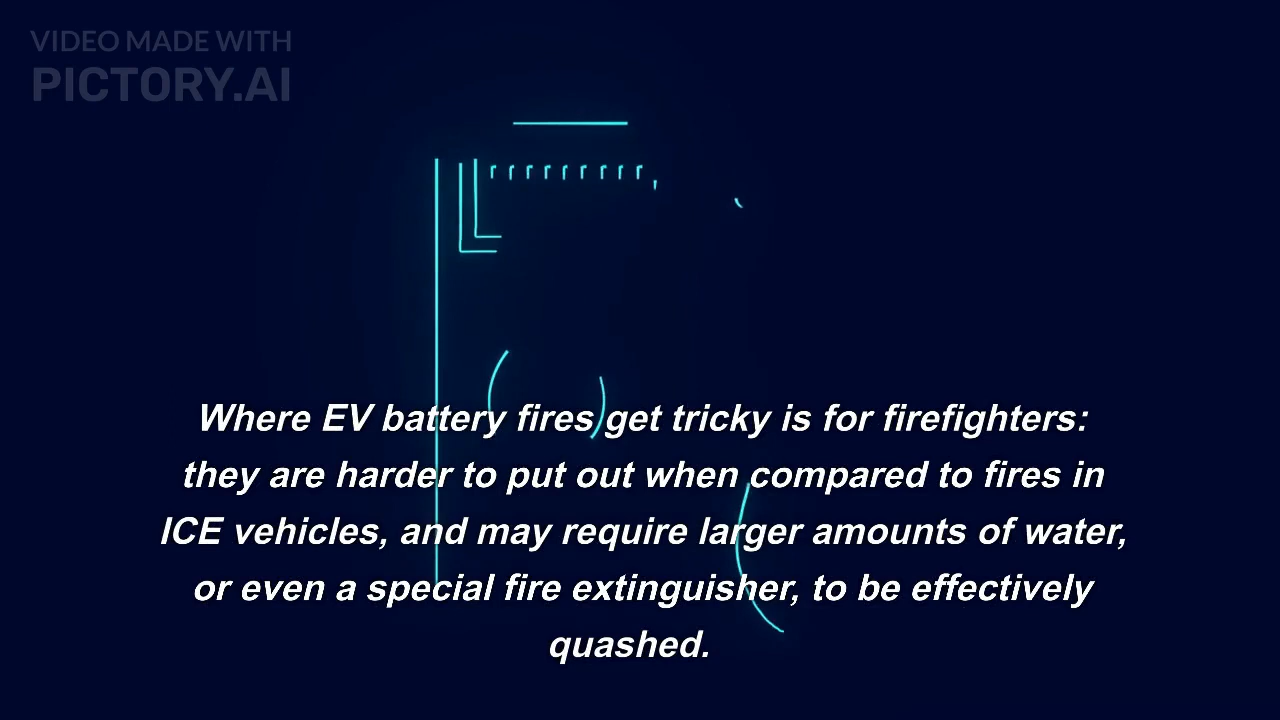 VIDEO MADE WITH
PICTORY.AI
Where EV battery fires get tricky is for firefighters:
they are harder to put out when compared to fires in
ICE vehicles, and may require larger amounts of water,
or even a special fire extinguisher, to be effectively
quashed.